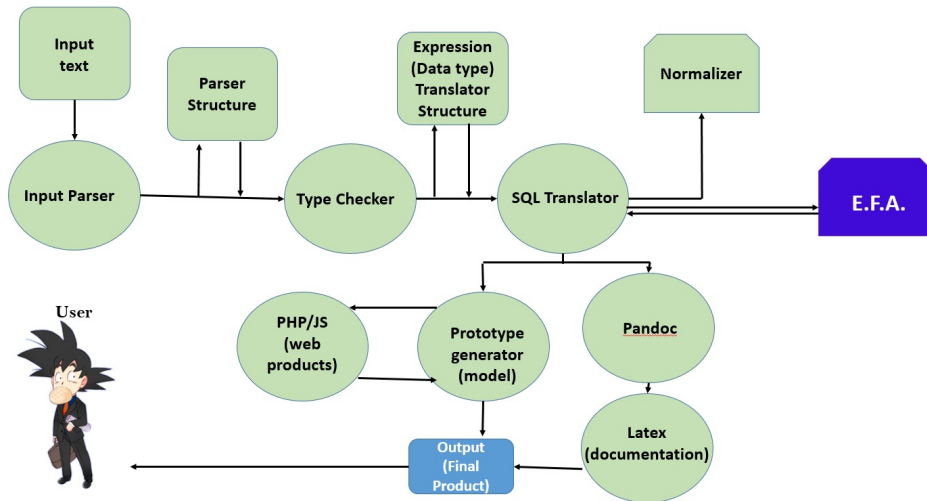 Input
text
Parser
Structure
Expression
(Data type)
Translator
Structure
Normalizer
Input Parser
Type Checker
SQL Translator
E.F.A.
User
PHP/JS
(web
products)
Prototype
generator
(model)
Pandoc
Latex
(documentation)
Output
(Final
Product)